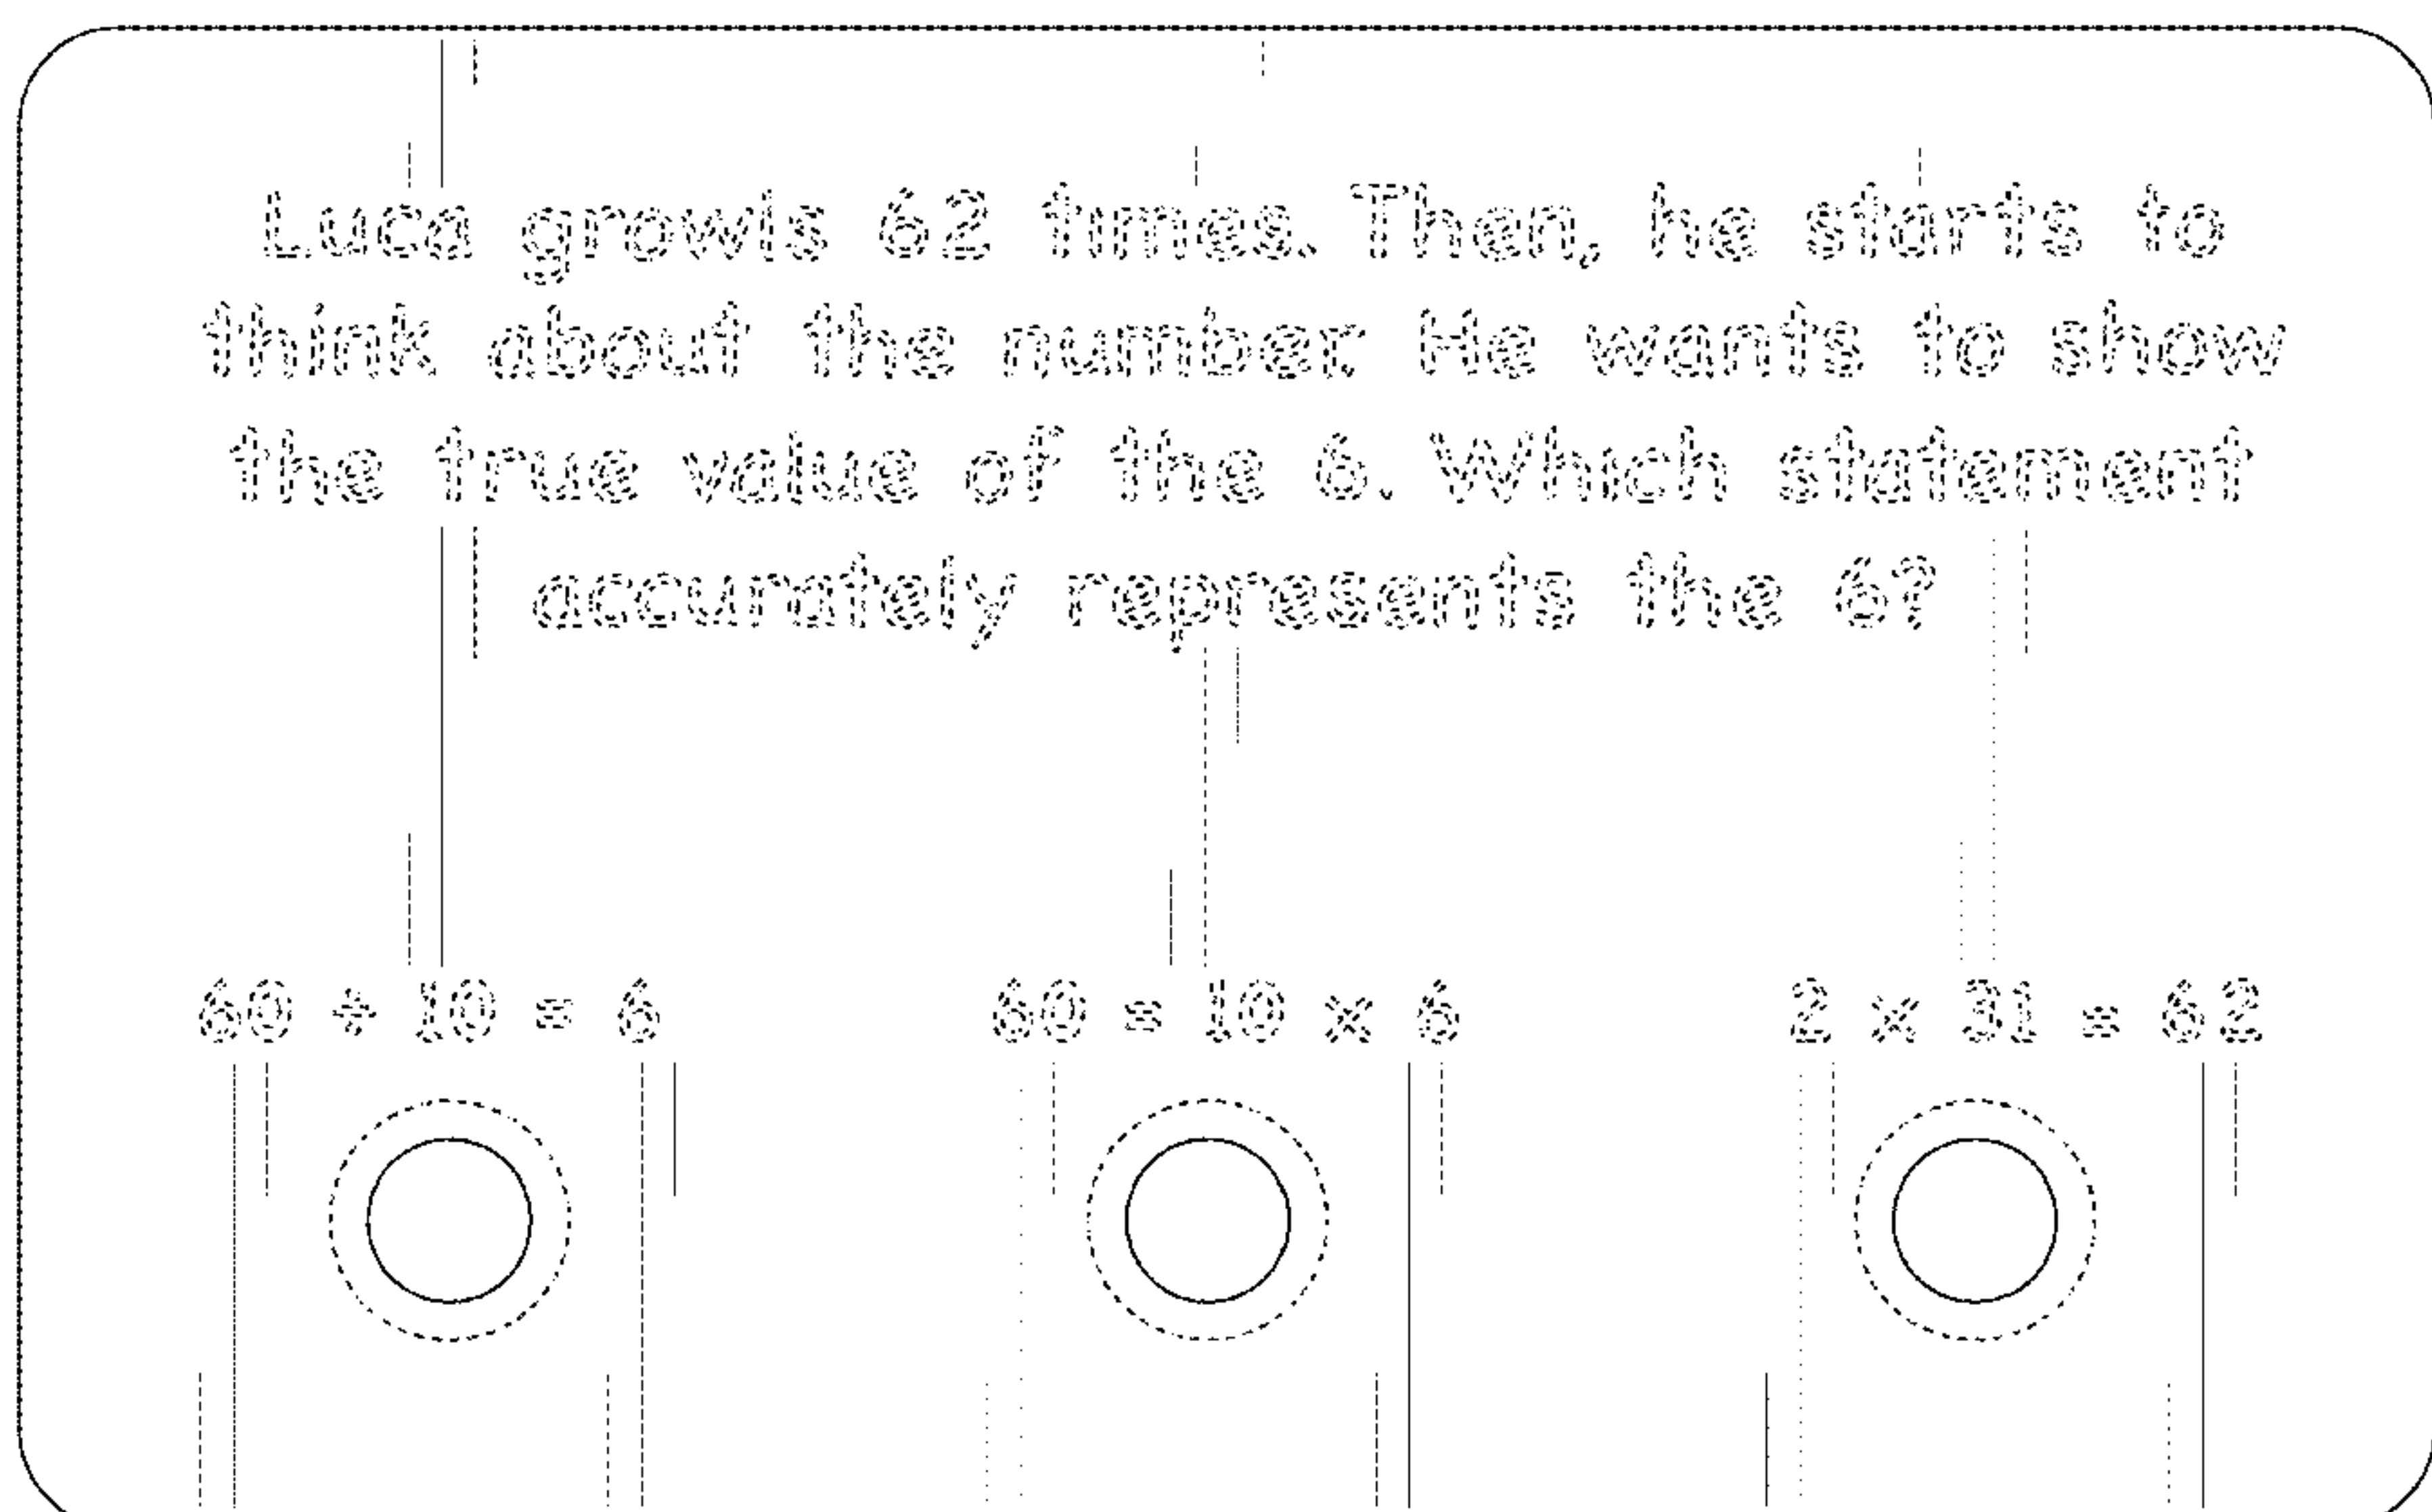 Luca growls 62 times. Then, he starts to
think about the number. He wants to show
the true value of the 6. Which statement
accurately represents the 6?
60 ÷ 10 = 6
60 = 10 × 6
2 × 31 = 62